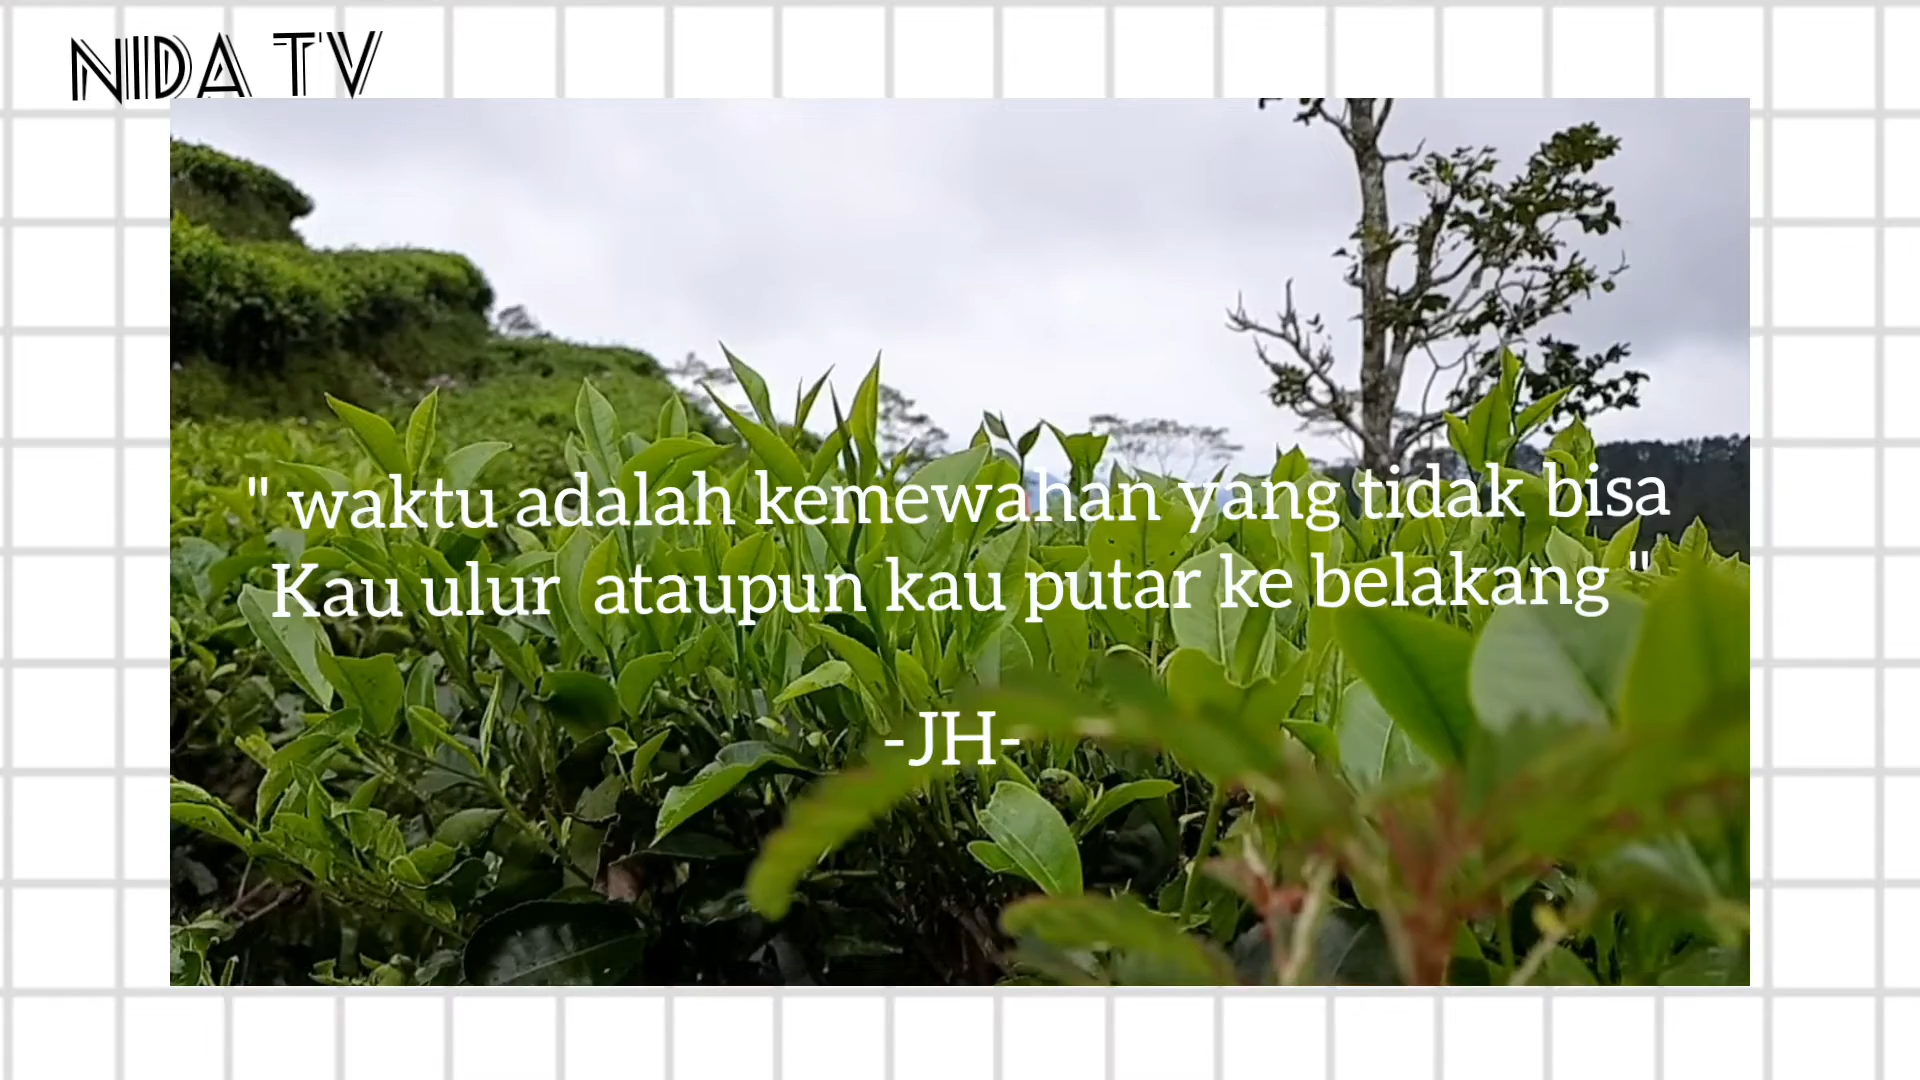 NIDA TV
" waktu adalah kemewahan yang tidak bisa
Kau ulur ataupun kau putar ke belakang "
-JH-